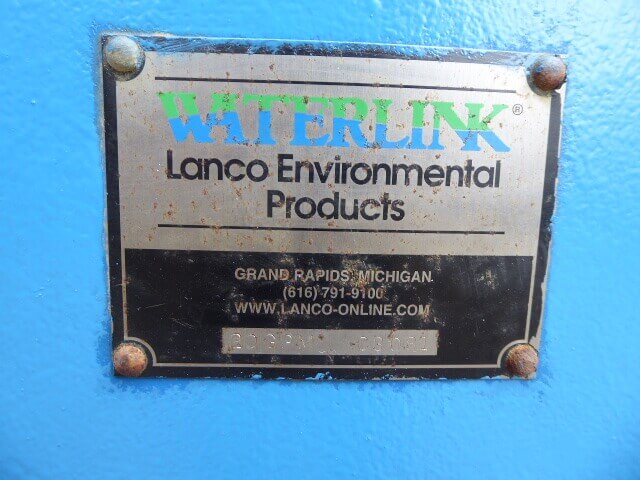 WATERLINK®
Lanco Environmental
Products
GRAND RAPIDS, MICHIGAN
(616) 791-9100
WWW.LANCO-ONLINE.COM